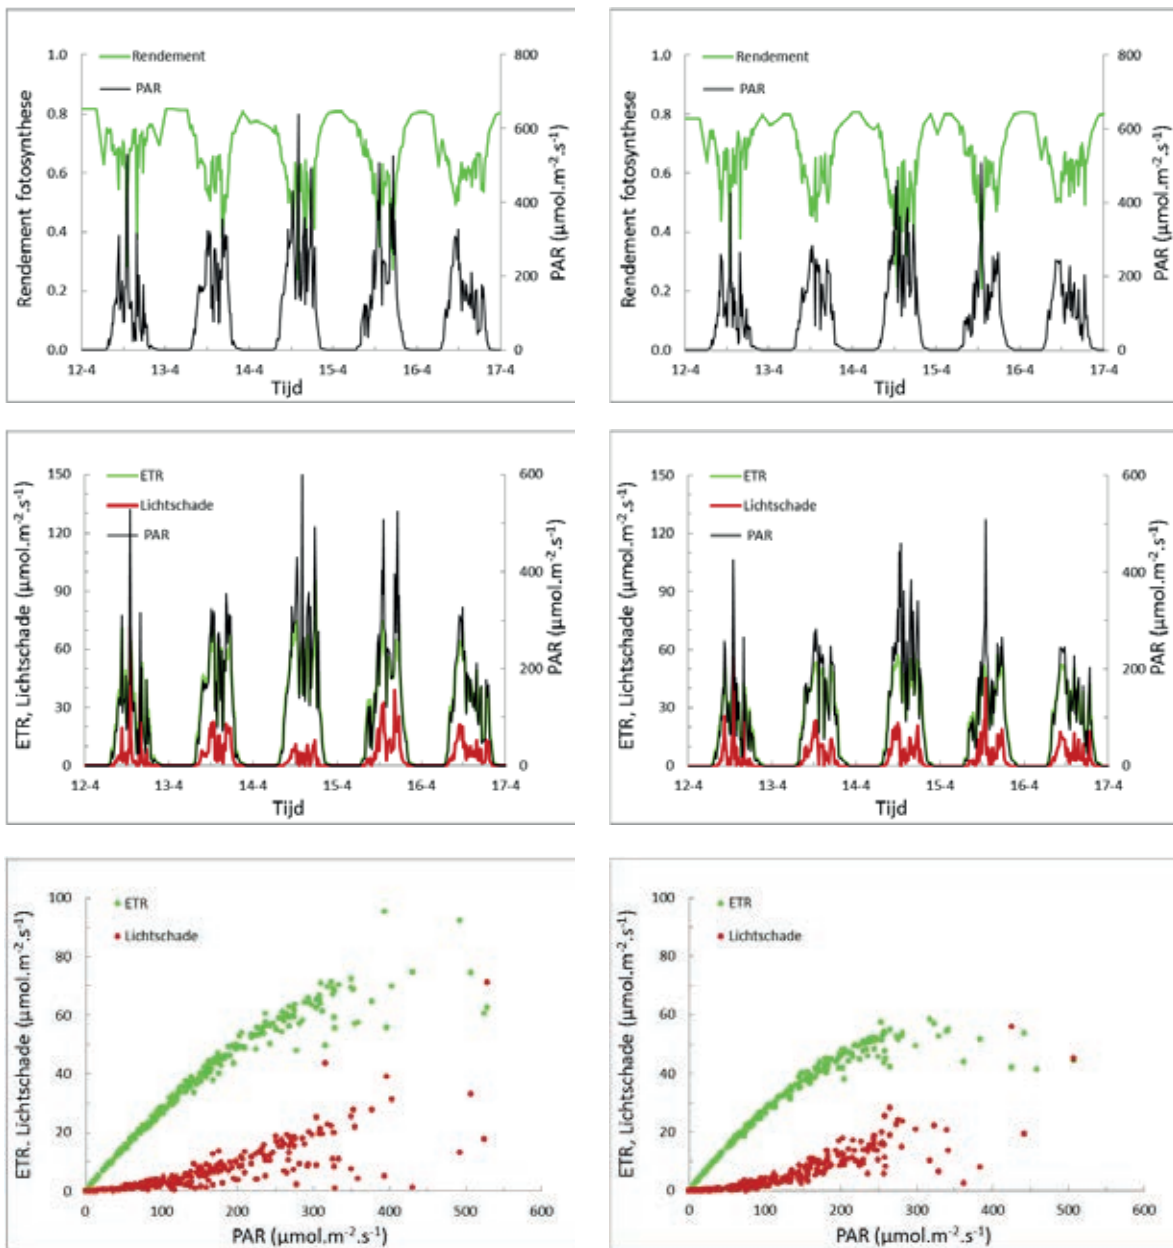 1.0
0.8
0.6
0.4
0.2
0.0
Rendement fotosynthese
Rendement
PAR
800
600
400
200
0
PAR (µmol.m-2.s-1)
12-4 13-4 14-4 15-4 16-4 17-4
Tijd
1.0
0.8
0.6
0.4
0.2
0.0
Rendement fotosynthese
Rendement
PAR
800
600
400
200
0
PAR (µmol.m-2.s-1)
12-4 13-4 14-4 15-4 16-4 17-4
Tijd
150
120
90
60
30
0
ETR, Lichtschade (µmol.m-2.s-1)
ETR
Lichtschade
PAR
600
400
200
0
PAR (µmol.m-2.s-1)
12-4 13-4 14-4 15-4 16-4 17-4
Tijd
150
120
90
60
30
0
ETR, Lichtschade (µmol.m-2.s-1)
ETR
Lichtschade
PAR
600
400
200
0
PAR (µmol.m-2.s-1)
12-4 13-4 14-4 15-4 16-4 17-4
Tijd
100
80
60
40
20
0
ETR. Lichtschade (µmol.m-2.s-1)
ETR
Lichtschade
0 100 200 300 400 500 600
PAR (µmol.m-2.s-1)
100
80
60
40
20
0
ETR, Lichtschade (µmol.m-2.s-1)
ETR
Lichtschade
0 100 200 300 400 500 600
PAR (µmol.m-2.s-1)